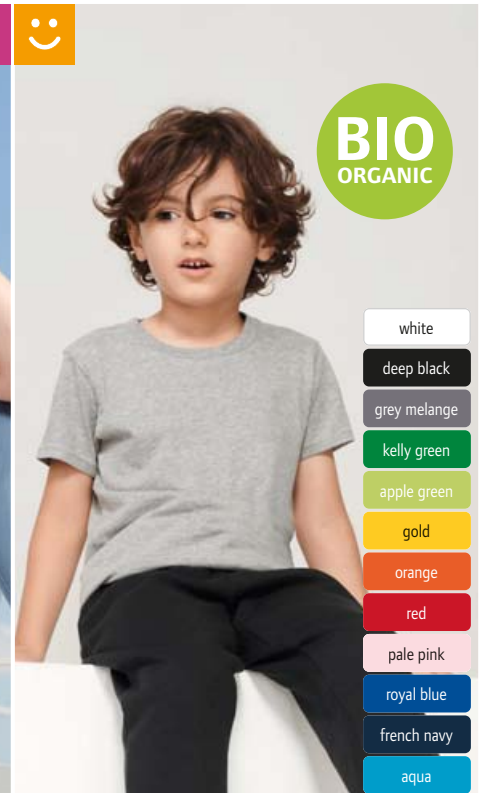 BIO
ORGANIC
white
deep black
grey melange
kelly green
apple green
gold
orange
red
pale pink
royal blue
french navy
aqua